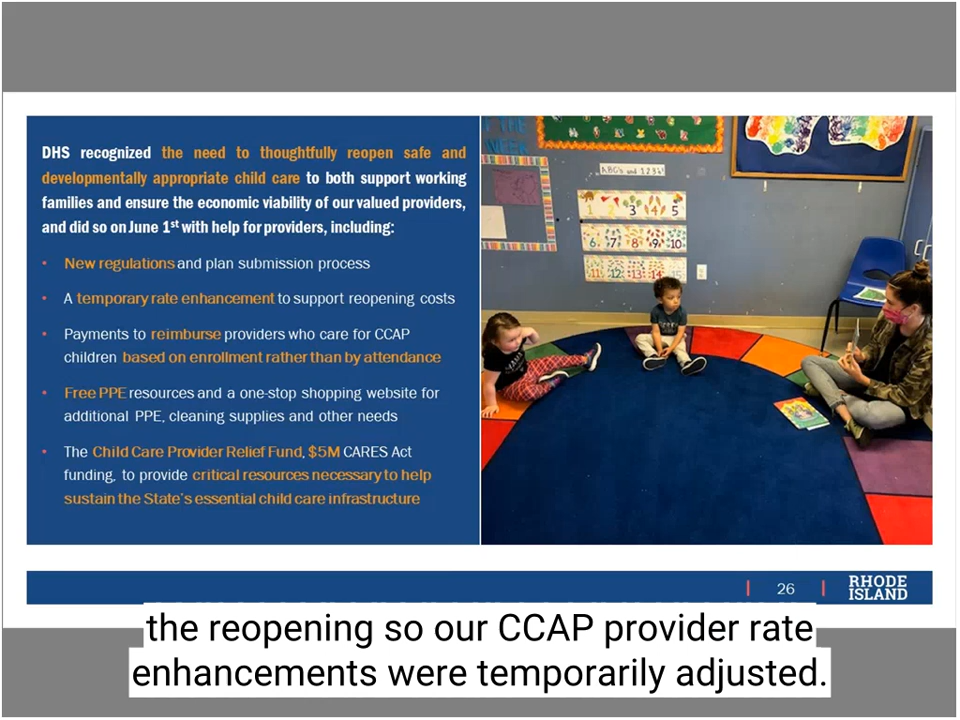 DHS recognized the need to thoughtfully reopen safe and
developmentally appropriate child care to both support working
families and ensure the economic viability of our valued providers,
and did so on June 1st with help for providers, including:
• New regulations and plan submission process
• A temporary rate enhancement to support reopening costs
• Payments to reimburse providers who care for CCAP
children based on enrollment rather than by attendance
• Free PPE resources and a one-stop shopping website for
additional PPE, cleaning supplies and other needs
• The Child Care Provider Relief Fund, $5M CARES Act
funding, to provide critical resources necessary to help
sustain the State's essential child care infrastructure
WEEK
ABC's and 123's
1 2 3 4 5
6 7 8 9 10
11 12 13 14 15
| 26 |
RHODE
ISLAND
the reopening so our CCAP provider rate
enhancements were temporarily adjusted.